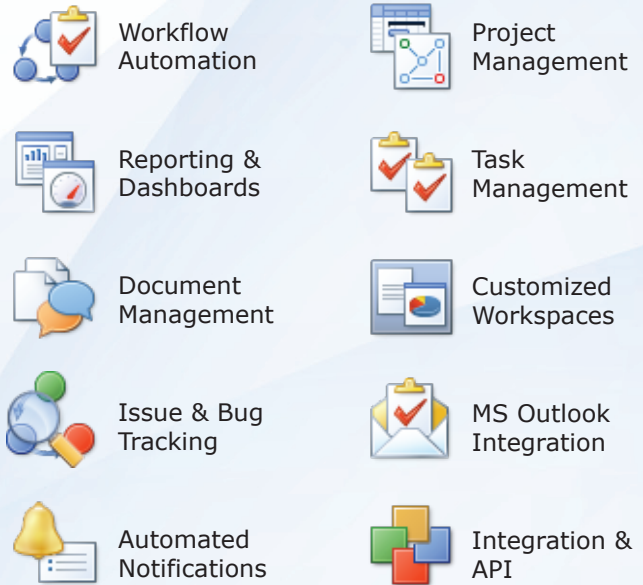 Workflow
Automation
Project
Management
Reporting &
Dashboards
Task
Management
Document
Management
Customized
Workspaces
Issue & Bug
Tracking
MS Outlook
Integration
Automated
Notifications
Integration &
API